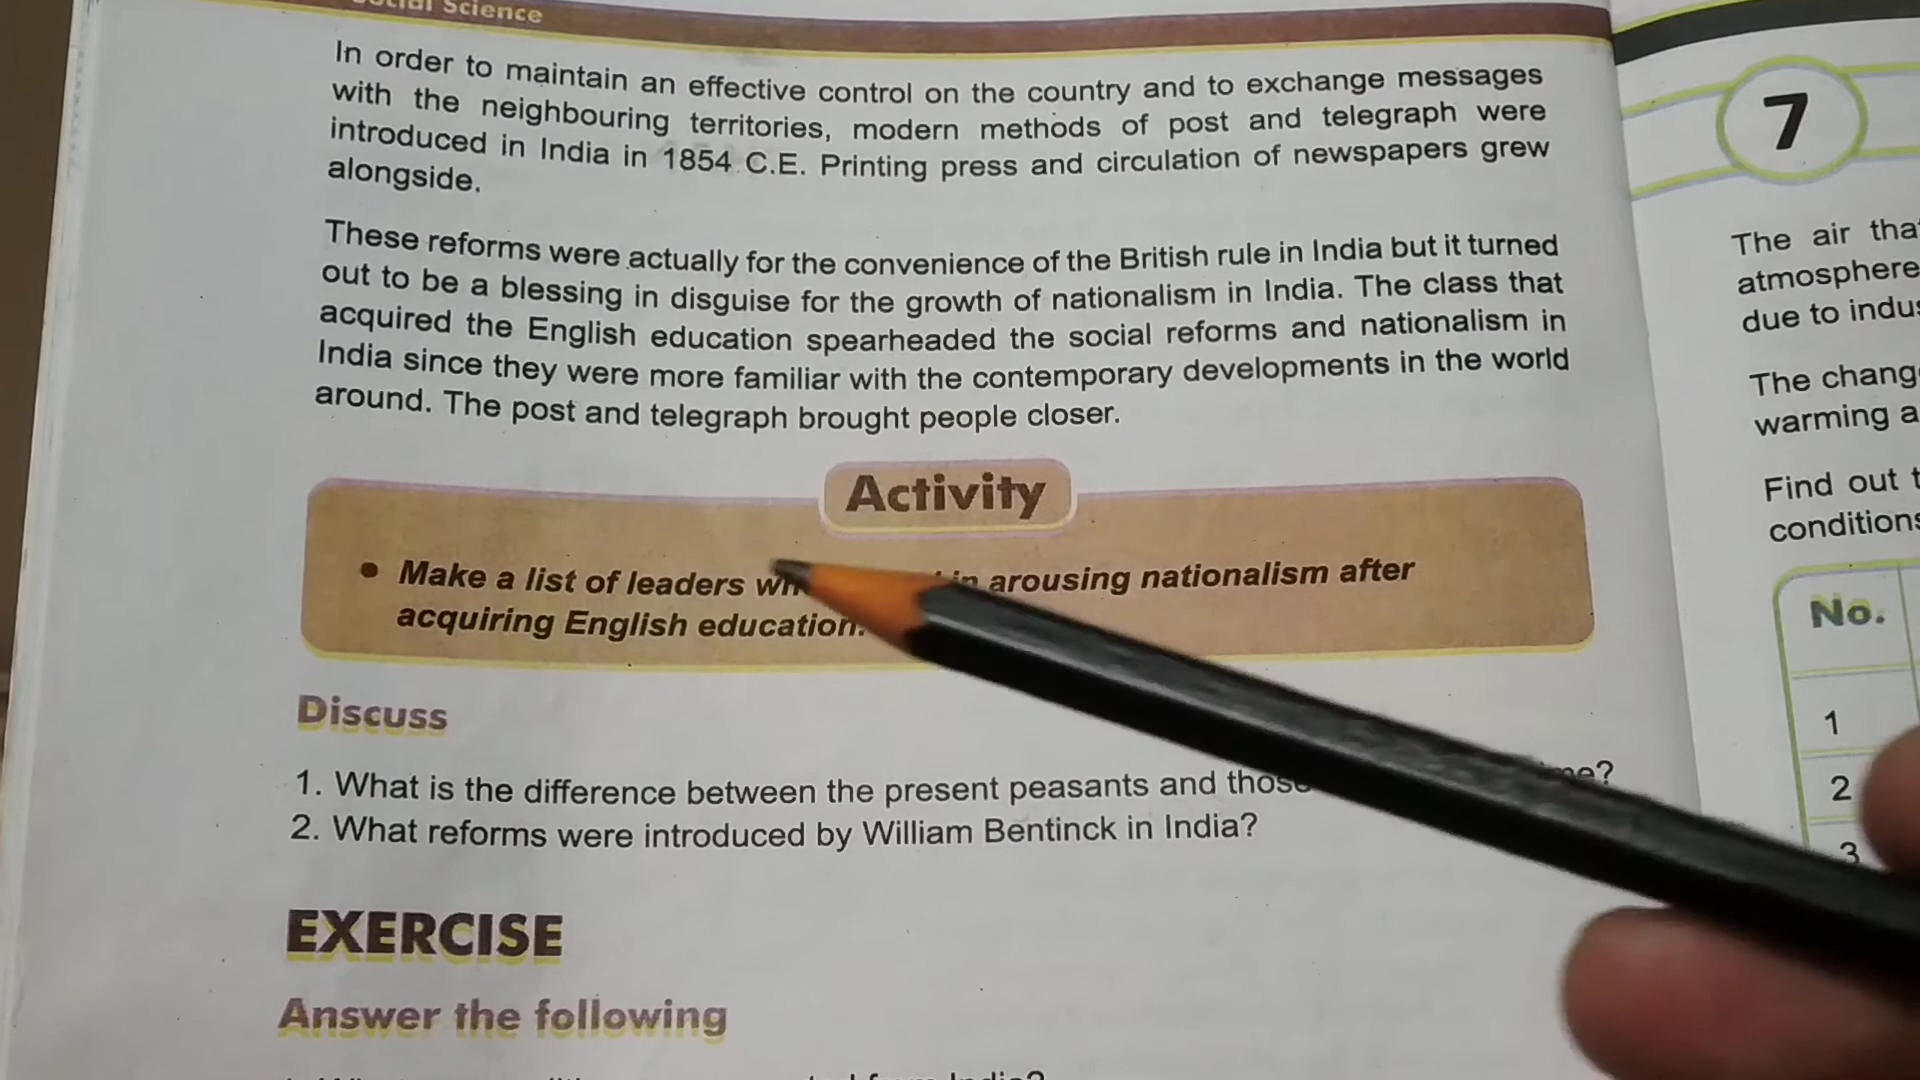 Social Science
In order to maintain an effective control on the country and to exchange messages
with the neighbouring territories, modern methods of post and telegraph were
introduced in India in 1854 C.E. Printing press and circulation of newspapers grew
alongside.
These reforms were actually for the convenience of the British rule in India but it turned
out to be a blessing in disguise for the growth of nationalism in India. The class that
acquired the English education spearheaded the social reforms and nationalism in
India since they were more familiar with the contemporary developments in the world
around. The post and telegraph brought people closer.
Activity
• Make a list of leaders in arousing nationalism after
acquiring English education.
Discuss
1. What is the difference between the present peasants and
2. What reforms were introduced by William Bentinck in India?
EXERCISE
Answer the following
India?
7
The air
atmosphere
due to
The
warming
Find out
conditions
No.
1
2
3